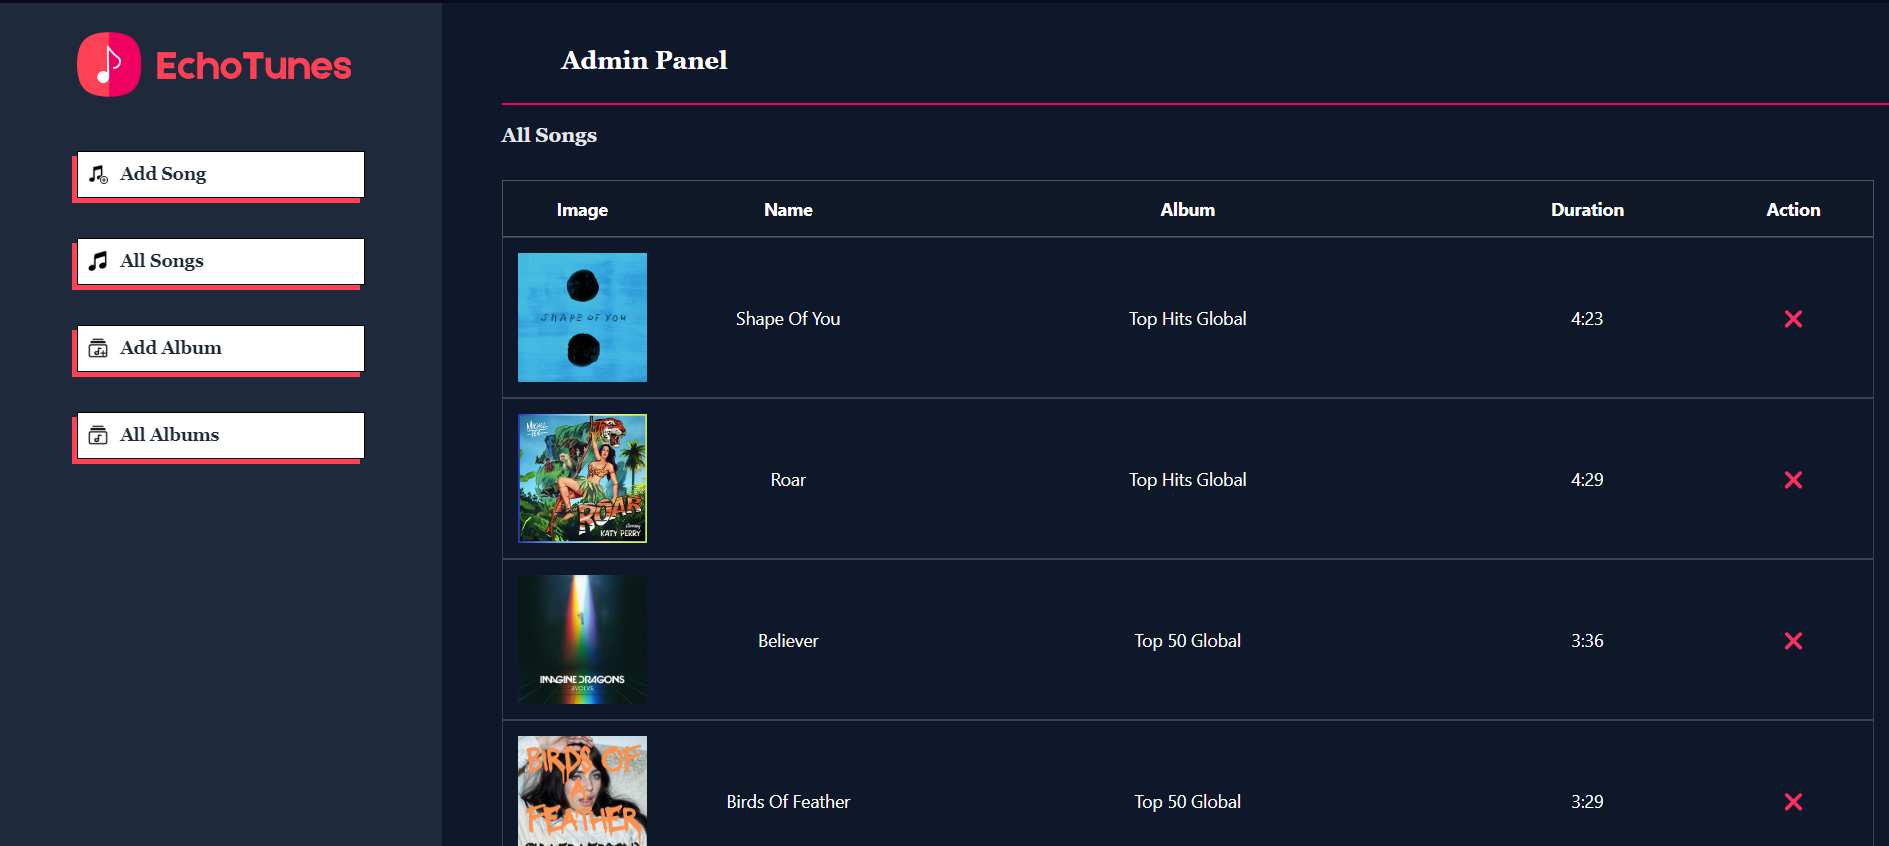 EchoTunes
Add Song
All Songs
Add Album
All Albums
Admin Panel
All Songs
Image Name Album Duration Action
SHAPE OF YOU
Shape Of You Top Hits Global 4:23
ROAR
KATY PERRY
Roar Top Hits Global 4:29
IMAGINE DRAGONS
EVOLVE
Believer Top 50 Global 3:36
BIRDS OF
A
FEATHER
Birds Of Feather Top 50 Global 3:29